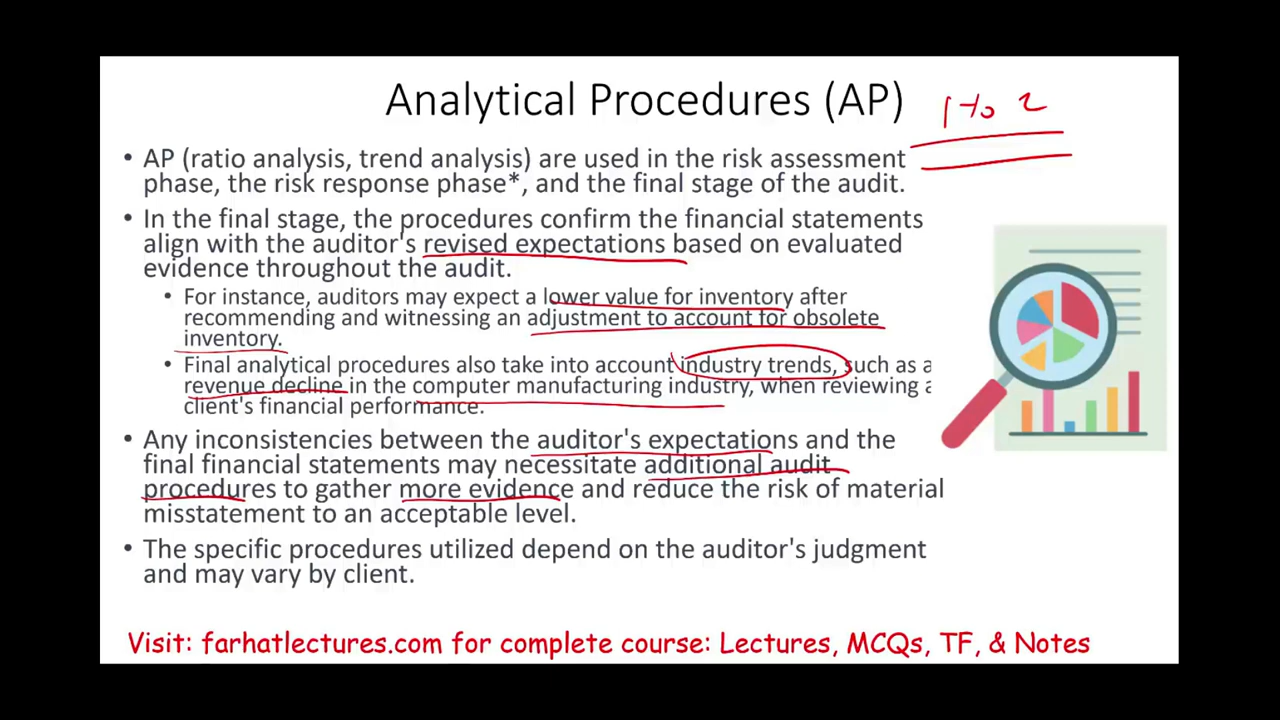 Analytical Procedures (AP)
1 to 2
• AP (ratio analysis, trend analysis) are used in the risk assessment
phase, the risk response phase*, and the final stage of the audit.
• In the final stage, the procedures confirm the financial statements
align with the auditor's revised expectations based on evaluated
evidence throughout the audit.
• For instance, auditors may expect a lower value for inventory after
recommending and witnessing an adjustment to account for obsolete
inventory.
• Final analytical procedures also take into account industry trends, such as a
revenue decline in the computer manufacturing industry, when reviewing a
client's financial performance.
• Any inconsistencies between the auditor's expectations and the
final financial statements may necessitate additional audit
procedures to gather more evidence and reduce the risk of material
misstatement to an acceptable level.
• The specific procedures utilized depend on the auditor's judgment
and may vary by client.
Visit: farhatlectures.com for complete course: Lectures, MCQs, TF, & Notes